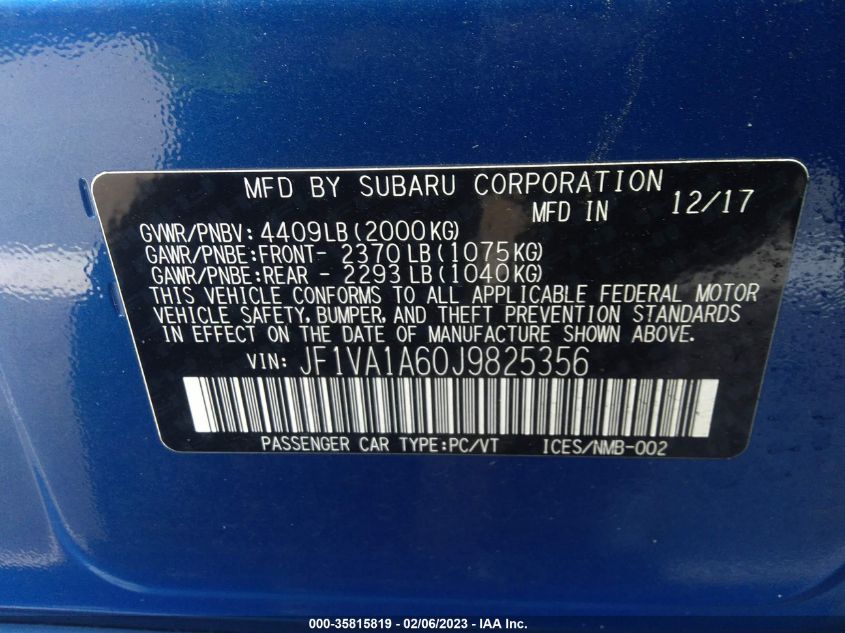 MFD BY SUBARU CORPORATION
MFD IN 12/17
GVWR/PNBV: 4409LB(2000KG)
GAWR/PNBE:FRONT- 2370LB(1075KG)
GAWR/PNBE:REAR - 2293LB(1040KG)
THIS VEHICLE CONFORMS TO ALL APPLICABLE FEDERAL MOTOR
VEHICLE SAFETY, BUMPER, AND THEFT PREVENTION STANDARDS
IN EFFECT ON THE DATE OF MANUFACTURE SHOWN ABOVE.
VIN: JF1VA1A60J9825356
PASSENGER CAR TYPE:PC/VT ICES/NMB-002
000-35815819 - 02/06/2023 - IAA Inc.